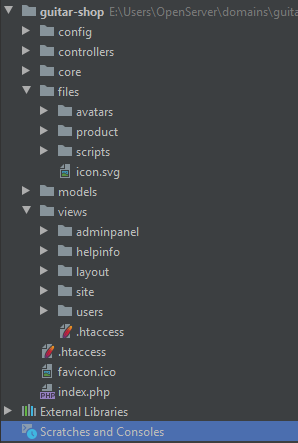 guitar-shop E:\Users\OpenServer\domains\guita
config
controllers
core
files
avatars
product
scripts
icon.svg
models
views
adminpanel
helpinfo
layout
site
users
.htaccess
.htaccess
favicon.ico
index.php
External Libraries
Scratches and Consoles